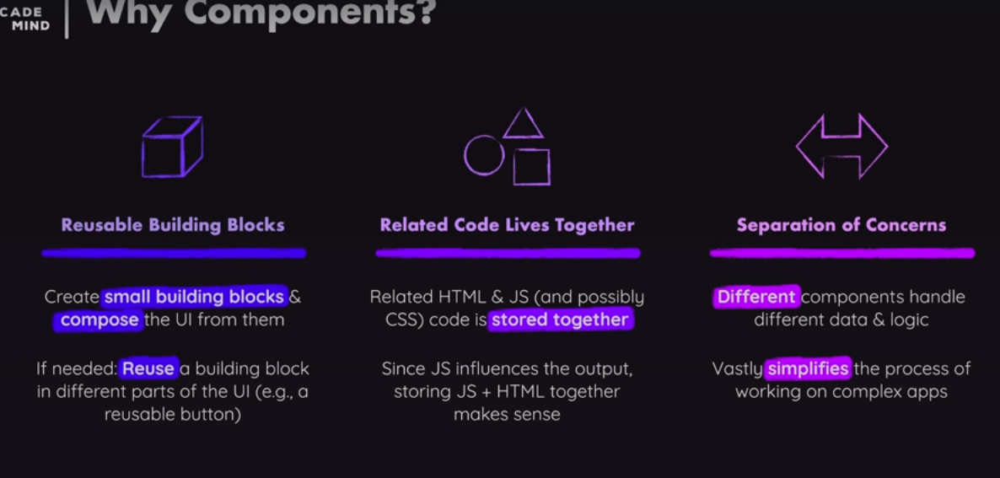 CADE
MIND
Why Components?
Reusable Building Blocks
Create small building blocks &
compose the UI from them
If needed: Reuse a building block
in different parts of the UI (e.g., a
reusable button)
Related Code Lives Together
Related HTML & JS (and possibly
CSS) code is stored together
Since JS influences the output,
storing JS + HTML together
makes sense
Separation of Concerns
Different components handle
different data & logic
Vastly simplifies the process of
working on complex apps